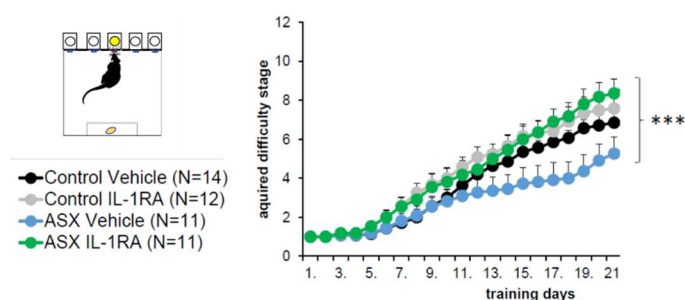 Control Vehicle (N=14)
Control IL-1RA (N=12)
ASX Vehicle (N=11)
ASX IL-1RA (N=11)
aquired difficulty stage
12
10
8
6
4
2
0
***
1. 3. 5. 7. 9. 11. 13. 15. 17. 19. 21
training days